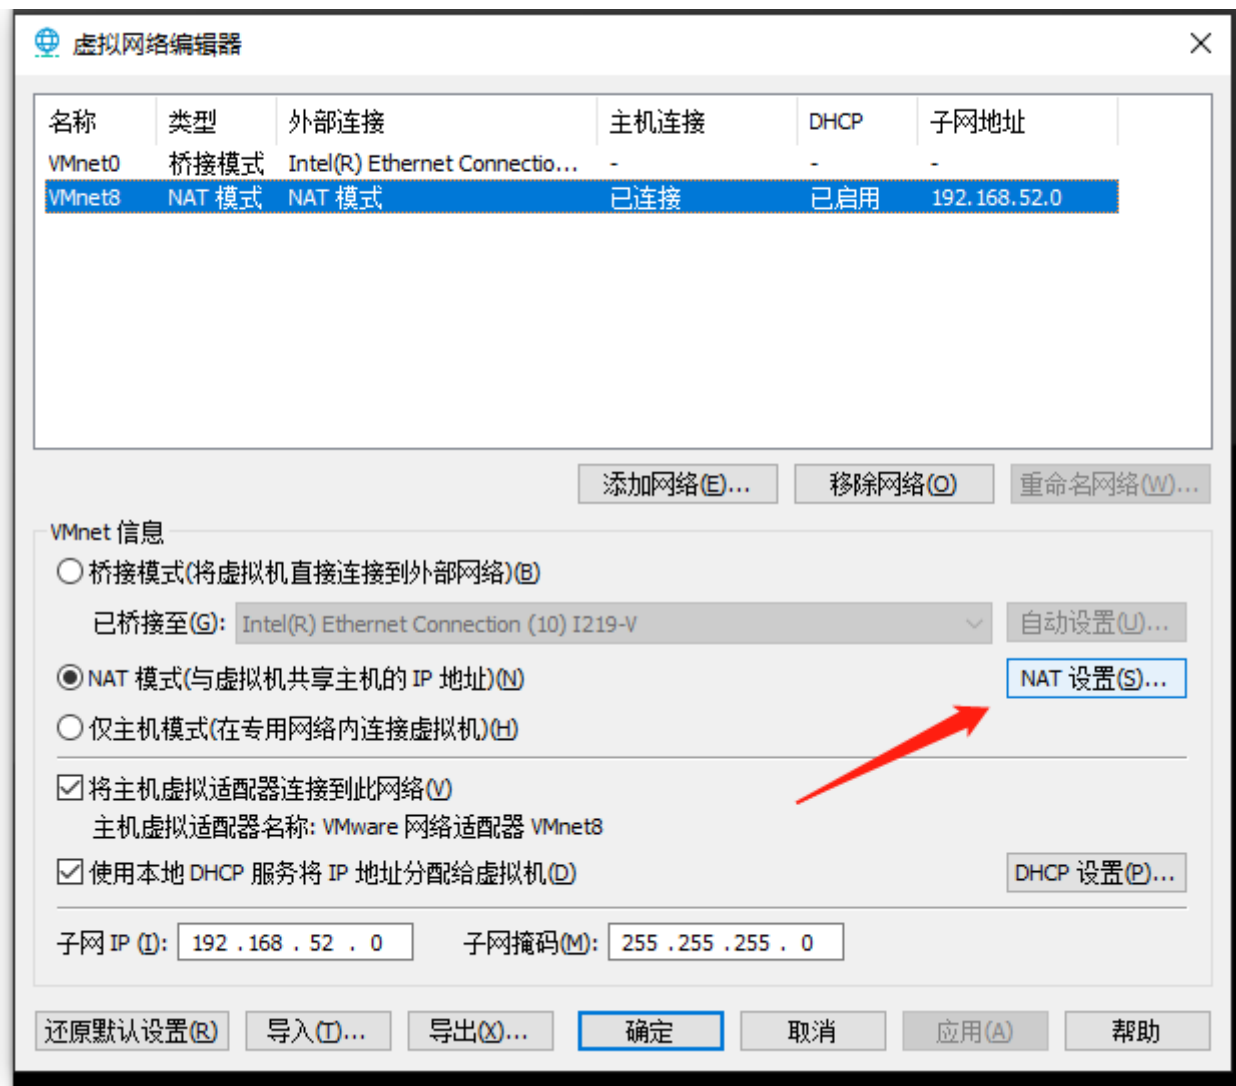 虚拟网络编辑器
名称 类型 外部连接 主机连接 DHCP 子网地址
VMnet0 桥接模式 Intel(R) Ethernet Connectio... - - -
VMnet8 NAT 模式 NAT 模式 已连接 已启用 192.168.52.0
添加网络(E)... 移除网络(O) 重命名网络(W)...
VMnet 信息
桥接模式(将虚拟机直接连接到外部网络)(B)
已桥接至(G): Intel(R) Ethernet Connection (10) I219-V 自动设置(U)...
NAT 模式(与虚拟机共享主机的 IP 地址)(N) NAT 设置(S)...
仅主机模式(在专用网络内连接虚拟机)(H)
将主机虚拟适配器连接到此网络(V)
主机虚拟适配器名称: VMware 网络适配器 VMnet8
使用本地 DHCP 服务将 IP 地址分配给虚拟机(D) DHCP 设置(P)...
子网 IP (I): 192 . 168 . 52 . 0 子网掩码(M): 255 . 255 . 255 . 0
还原默认设置(R) 导入(T)... 导出(X)... 确定 取消 应用(A) 帮助